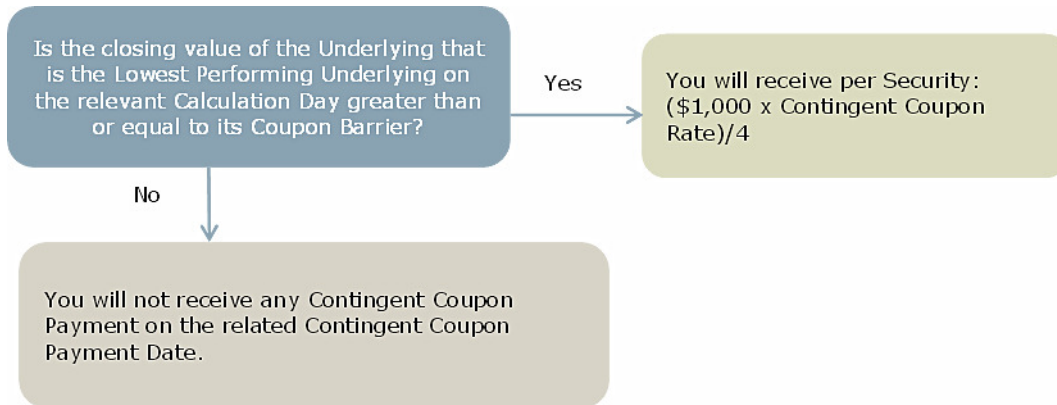 Is the closing value of the Underlying that
is the Lowest Performing Underlying on
the relevant Calculation Day greater than
or equal to its Coupon Barrier?
Yes
You will receive per Security:
($1,000 x Contingent Coupon
Rate)/4
No
You will not receive any Contingent Coupon
Payment on the related Contingent Coupon
Payment Date.